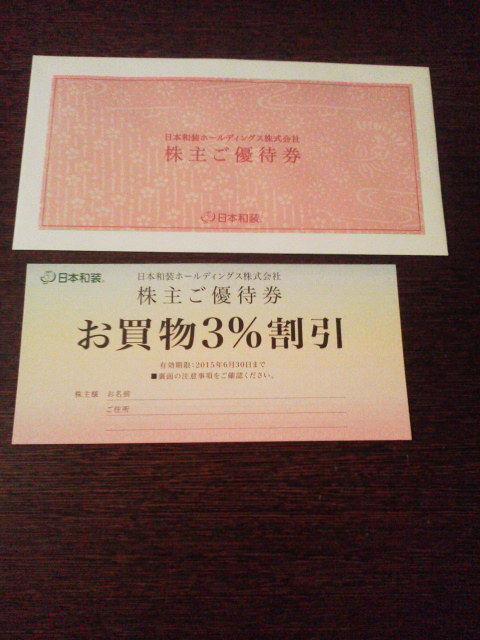 日本和装ホールディングス株式会社
株主ご優待券
日本和装®
日本和装®
日本和装ホールディングス株式会社
株主ご優待券
お買物3%割引
有効期限:2015年6月30日まで
■裏面の注意事項をご確認ください。
株主様 お名前
ご住所